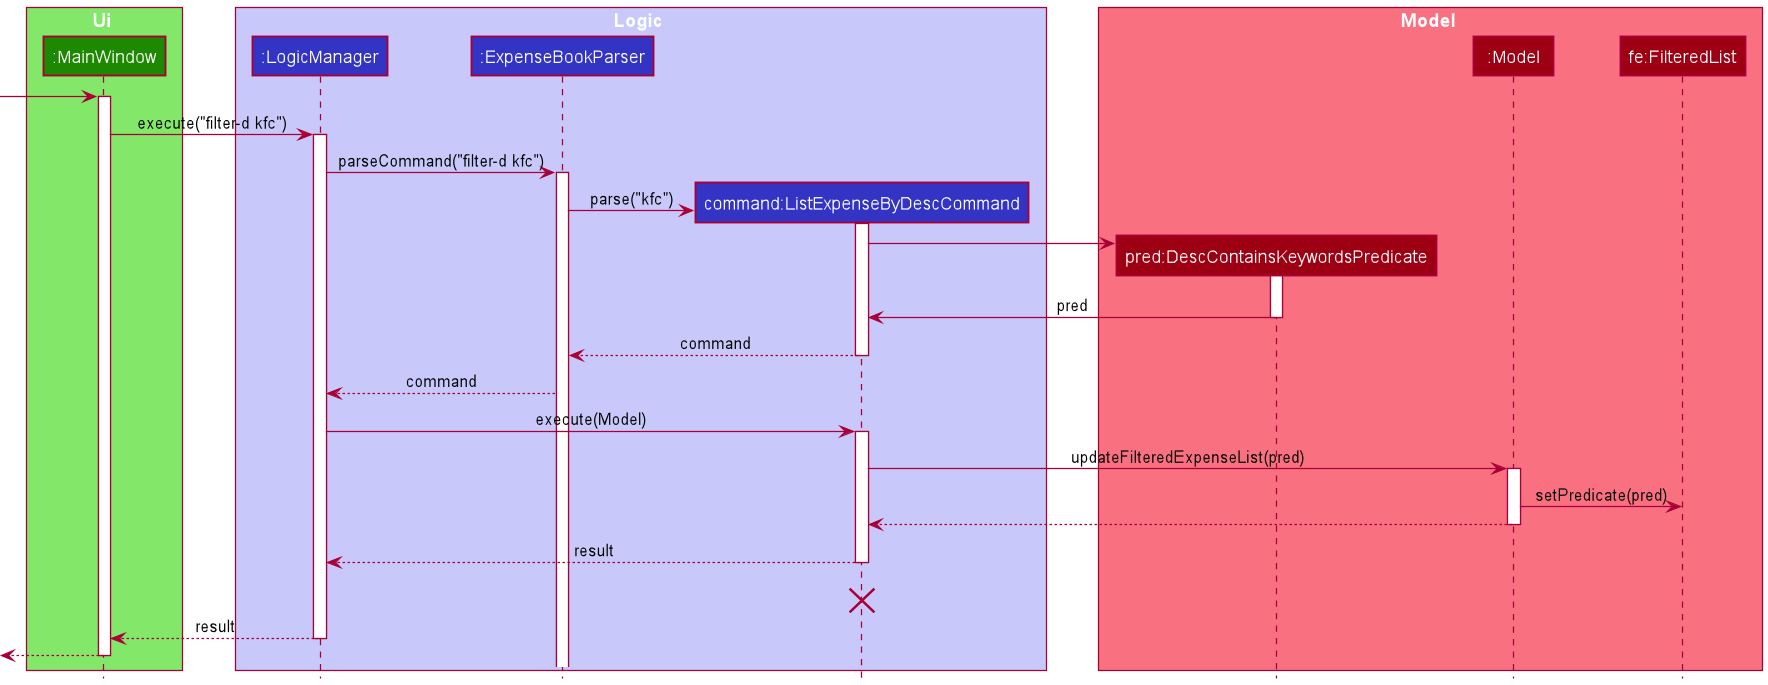 Ui
Logic
Model
:MainWindow
:LogicManager
:ExpenseBookParser
:Model
fe:FilteredList
execute("filter-d kfc")
parseCommand("filter-d kfc")
parse("kfc")
command:ListExpenseByDescCommand
pred:DescContainsKeywordsPredicate
pred
command
command
execute(Model)
updateFilteredExpenseList(pred)
setPredicate(pred)
result
result